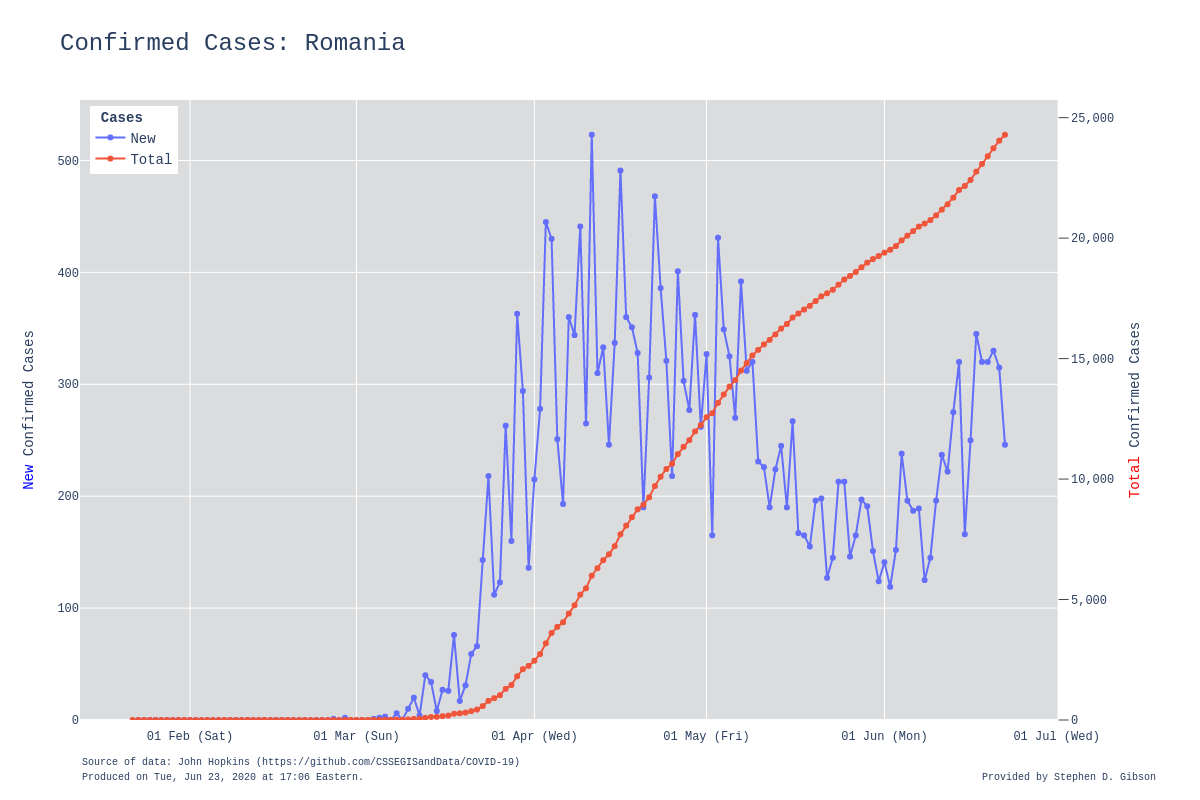 Confirmed Cases: Romania
Cases
New
Total
500
400
300
200
100
0
New Confirmed Cases
25,000
20,000
15,000
10,000
5,000
0
Total Confirmed Cases
01 Feb (Sat)
01 Mar (Sun)
01 Apr (Wed)
01 May (Fri)
01 Jun (Mon)
01 Jul (Wed)
Source of data: John Hopkins (https://github.com/CSSEGISandData/COVID-19)
Produced on Tue, Jun 23, 2020 at 17:06 Eastern.
Provided by Stephen D. Gibson